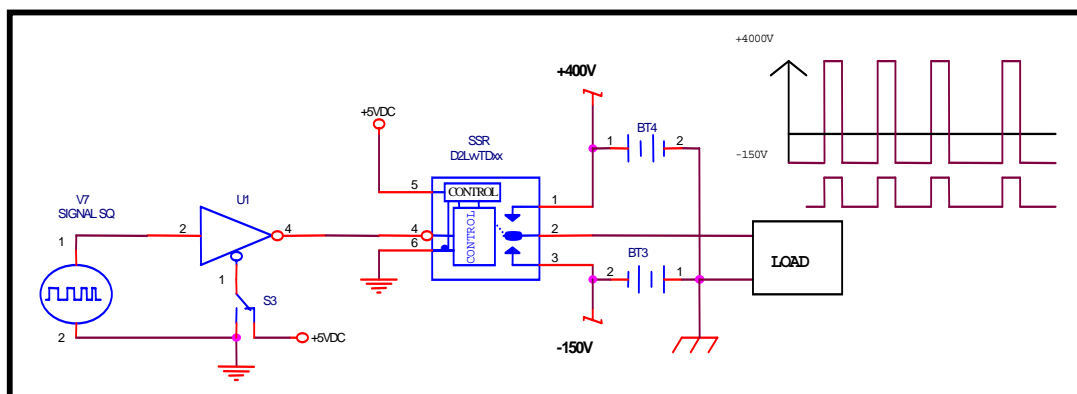 +4000V
-150V
+400V
+5VDC
SSR
D2LwTDxx
BT4
1
2
5
CONTROL
1
V7
SIGNAL SQ
U1
1
2
4
4
CONTROL
2
6
3
BT3
2
1
LOAD
1
S3
2
+5VDC
-150V